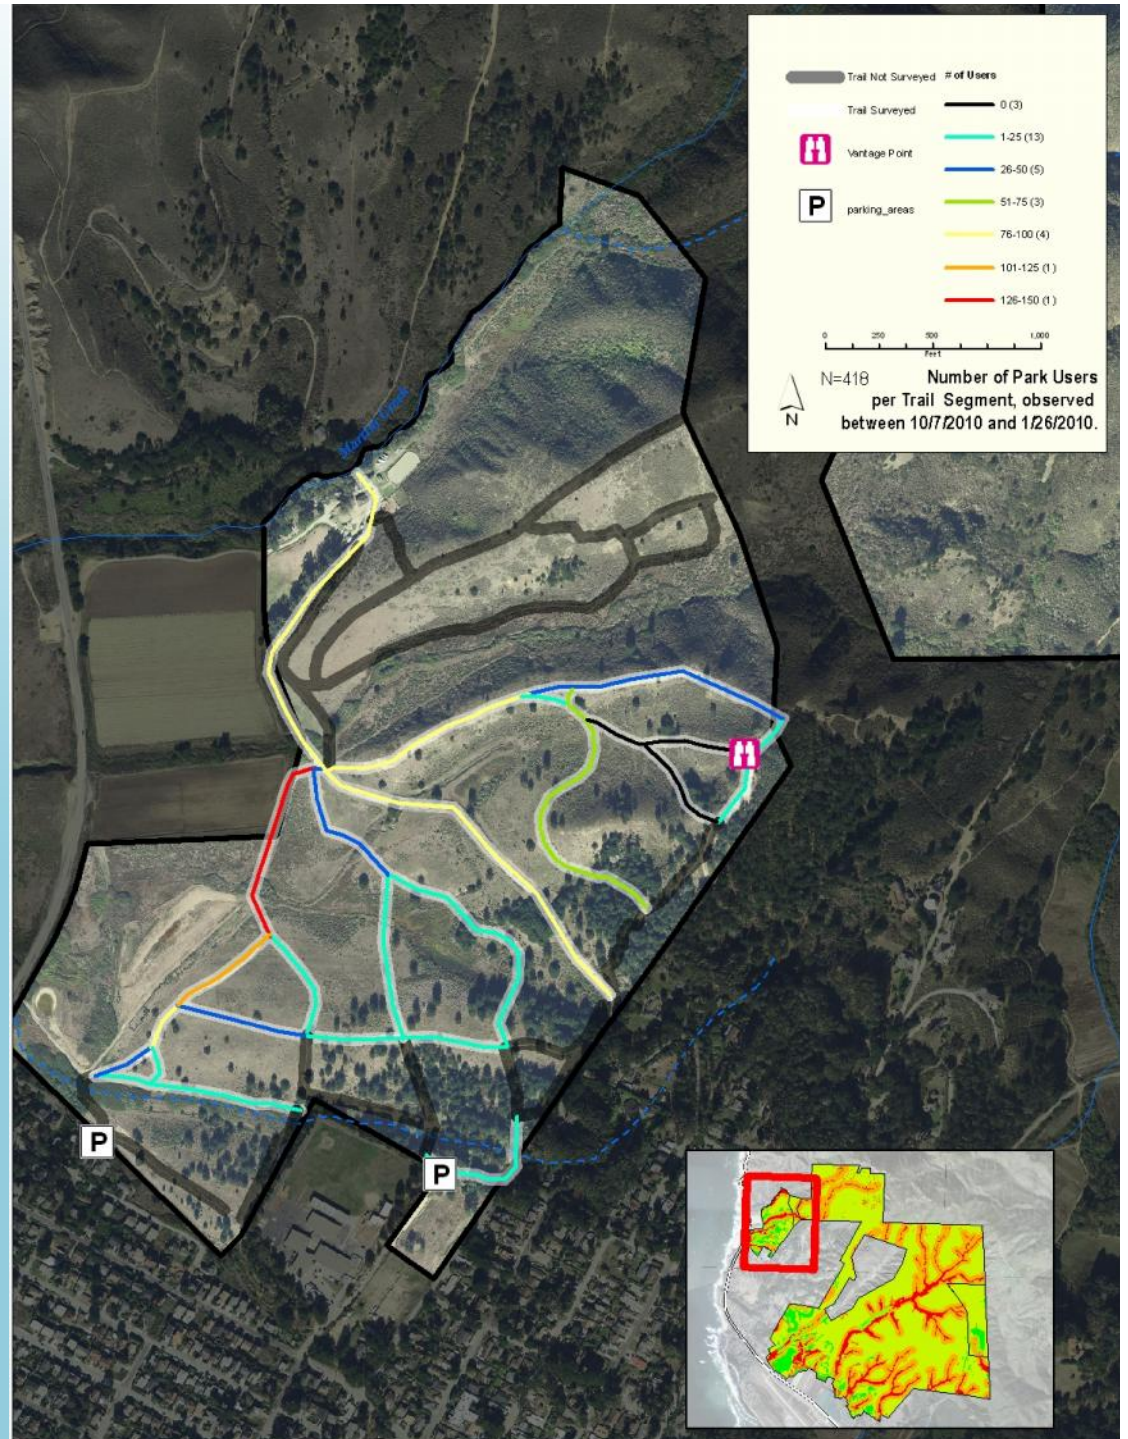 Trail Not Surveyed
Trail Surveyed
Vantage Point
P
parking_areas
# of Users
0 (3)
1-25 (13)
26-50 (5)
51-75 (3)
76-100 (4)
101-125 (1)
126-150 (1)
0 250 500 1,000
Feet
N
N=418
Number of Park Users
per Trail Segment, observed
between 10/7/2010 and 1/26/2010.
Martini Creek
P
P